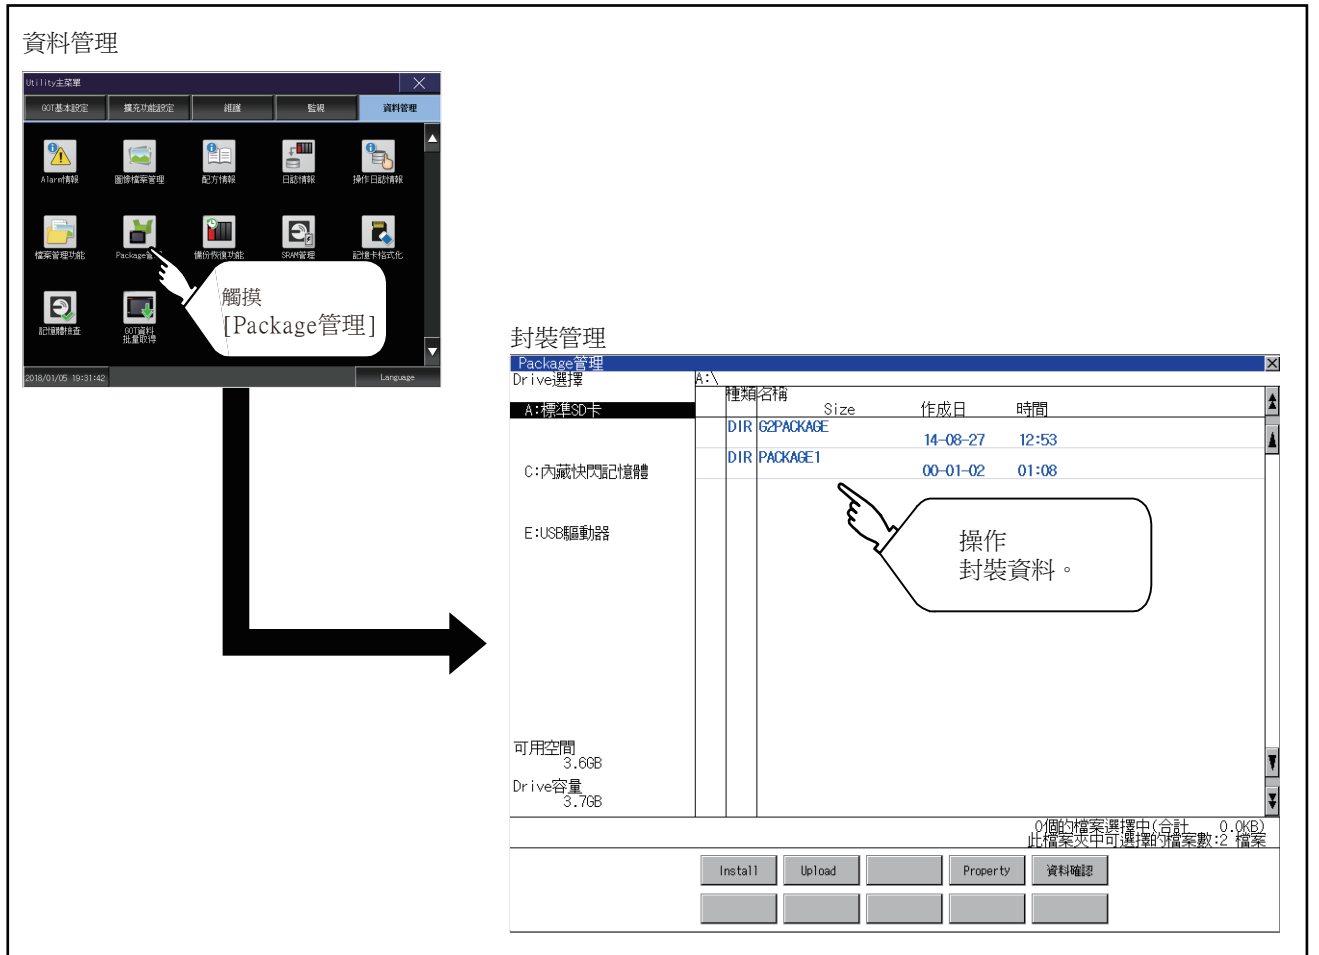 資料管理
Utility主菜單
GOT基本設定 擴充功能設定 維護 監視 資料管理
Alarm情報 圖像檔案管理 配方情報 日誌情報 操作日誌情報
檔案管理功能 Package管 備份恢復功能 SRAM管理 記憶卡格式化
觸摸
[Package管理]
記憶體檢查 GOT資料
批量取得
2018/01/05 19:31:42 Language
封裝管理
Package管理
Drive選擇 A:\
種類 名稱
A:標準SD卡 Size 作成日 時間
DIR G2PACKAGE
14-08-27 12:53
DIR PACKAGE1
C:內藏快閃記憶體 00-01-02 01:08
E:USB驅動器
操作
封裝資料。
可用空間
3.6GB
Drive容量
3.7GB
0個的檔案選擇中(合計 0.0KB)
此檔案夾中可選擇的檔案數:2 檔案
Install Upload Property 資料確認